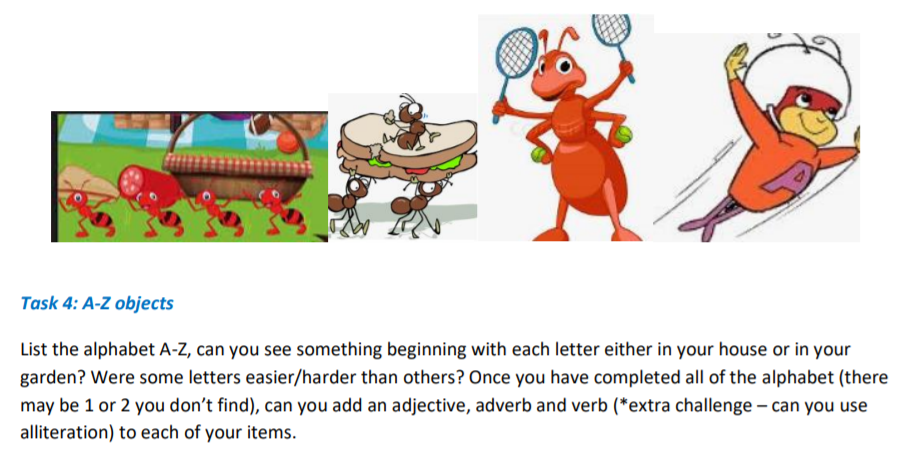 A
Task 4: A-Z objects
List the alphabet A-Z, can you see something beginning with each letter either in your house or in your
garden? Were some letters easier/harder than others? Once you have completed all of the alphabet (there
may be 1 or 2 you don’t find), can you add an adjective, adverb and verb (*extra challenge – can you use
alliteration) to each of your items.